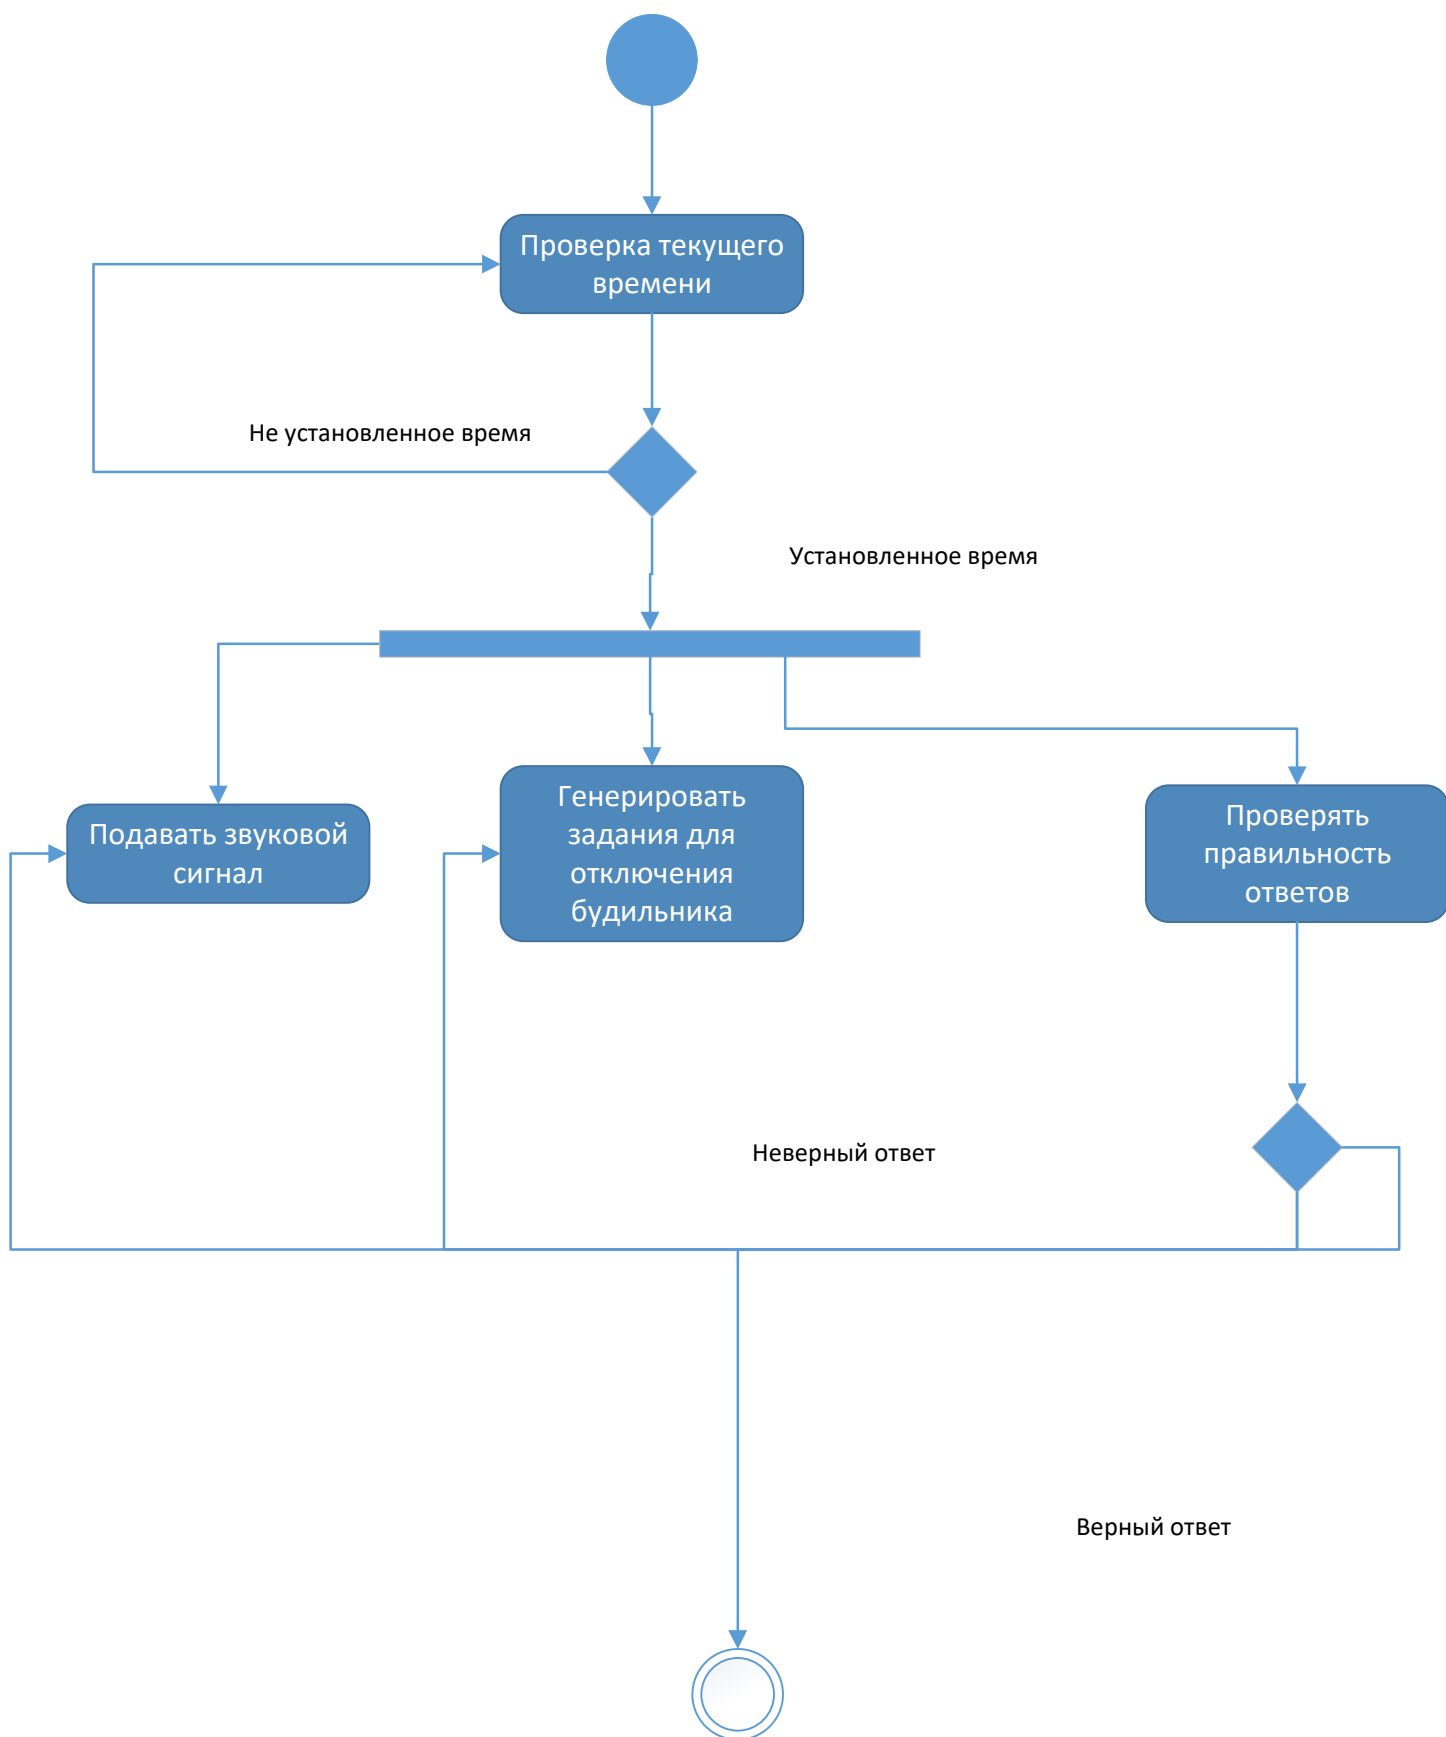 Проверка текущего
времени
Не установленное время
Установленное время
Подавать звуковой
сигнал
Генерировать
задания для
отключения
будильника
Проверять
правильность
ответов
Неверный ответ
Верный ответ